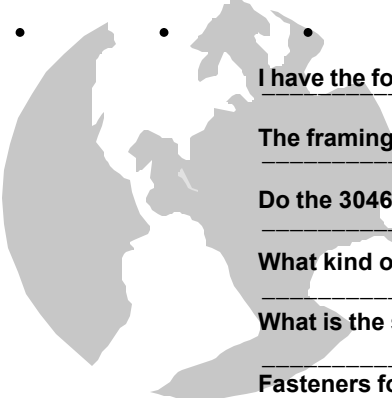 I have the fo
The framing
Do the 3046
What kind o
What is the
Fasteners fo